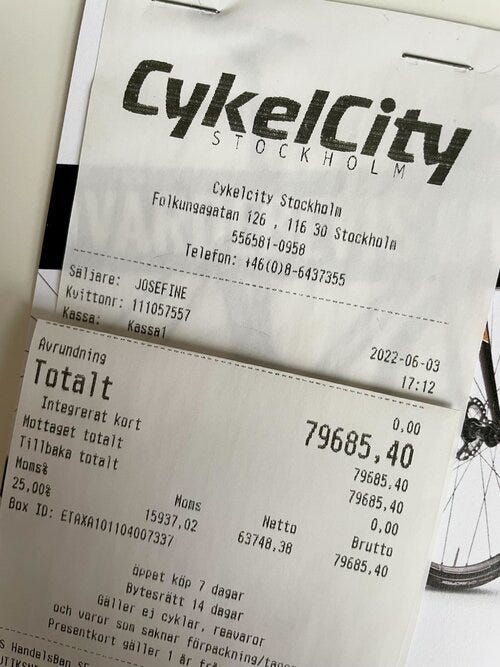 CykelCity
STOCKHOLM
Cykelcity Stockholm
Folkungagatan 126 , 116 30 Stockholm
556581-0958
Telefon: +46(0)8-6437355
Säljare: JOSEFINE
Kvittonr: 111057557
Kassa: Kassa1
2022-06-03
17:12
Avrundning 0,00
Totalt 79685,40
Integrerat kort 79685,40
Mottaget totalt 79685,40
Tillbaka totalt 0,00
Moms% Moms Netto Brutto
25,00% 15937,02 63748,38 79685,40
Box ID: ETAXA101104007337
öppet köp 7 dagar
Bytesrätt 14 dagar
Gäller ej cyklar, reavaror
och varor som saknar förpackning/
Presentkort gäller 1 år
HandelsBan